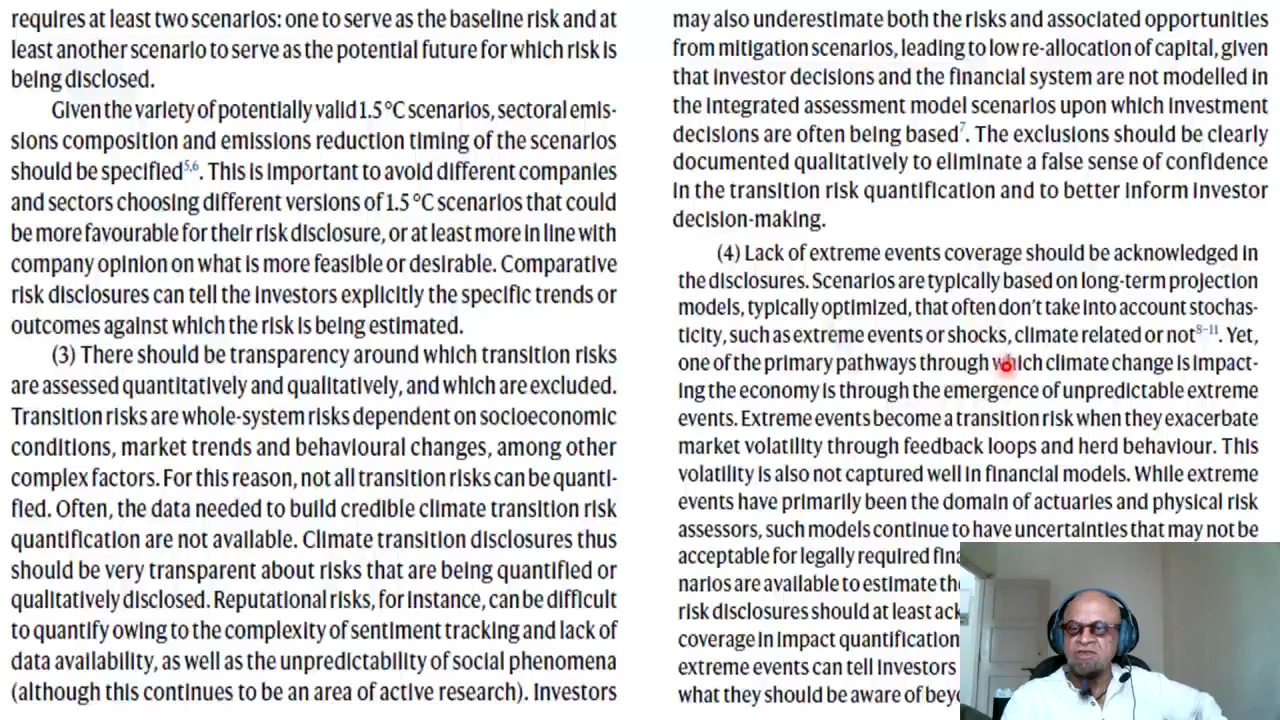 requires at least two scenarios: one to serve as the baseline risk and at
least another scenario to serve as the potential future for which risk is
being disclosed.
Given the variety of potentially valid 1.5 °C scenarios, sectoral emis-
sions composition and emissions reduction timing of the scenarios
should be specified5,6. This is important to avoid different companies
and sectors choosing different versions of 1.5 °C scenarios that could
be more favourable for their risk disclosure, or at least more in line with
company opinion on what is more feasible or desirable. Comparative
risk disclosures can tell the investors explicitly the specific trends or
outcomes against which the risk is being estimated.
(3) There should be transparency around which transition risks
are assessed quantitatively and qualitatively, and which are excluded.
Transition risks are whole-system risks dependent on socioeconomic
conditions, market trends and behavioural changes, among other
complex factors. For this reason, not all transition risks can be quanti-
fied. Often, the data needed to build credible climate transition risk
quantification are not available. Climate transition disclosures thus
should be very transparent about risks that are being quantified or
qualitatively disclosed. Reputational risks, for instance, can be difficult
to quantify owing to the complexity of sentiment tracking and lack of
data availability, as well as the unpredictability of social phenomena
(although this continues to be an area of active research). Investors
may also underestimate both the risks and associated opportunities
from mitigation scenarios, leading to low re-allocation of capital, given
that investor decisions and the financial system are not modelled in
the integrated assessment model scenarios upon which investment
decisions are often being based7. The exclusions should be clearly
documented qualitatively to eliminate a false sense of confidence
in the transition risk quantification and to better inform investor
decision-making.
(4) Lack of extreme events coverage should be acknowledged in
the disclosures. Scenarios are typically based on long-term projection
models, typically optimized, that often don't take into account stochas-
ticity, such as extreme events or shocks, climate related or not8–11. Yet,
one of the primary pathways through which climate change is impact-
ing the economy is through the emergence of unpredictable extreme
events. Extreme events become a transition risk when they exacerbate
market volatility through feedback loops and herd behaviour. This
volatility is also not captured well in financial models. While extreme
events have primarily been the domain of actuaries and physical risk
assessors, such models continue to have uncertainties that may not be
acceptable for legally required fina
narios are available to estimate the
risk disclosures should at least ack
coverage in impact quantification
extreme events can tell investors
what they should be aware of beyo